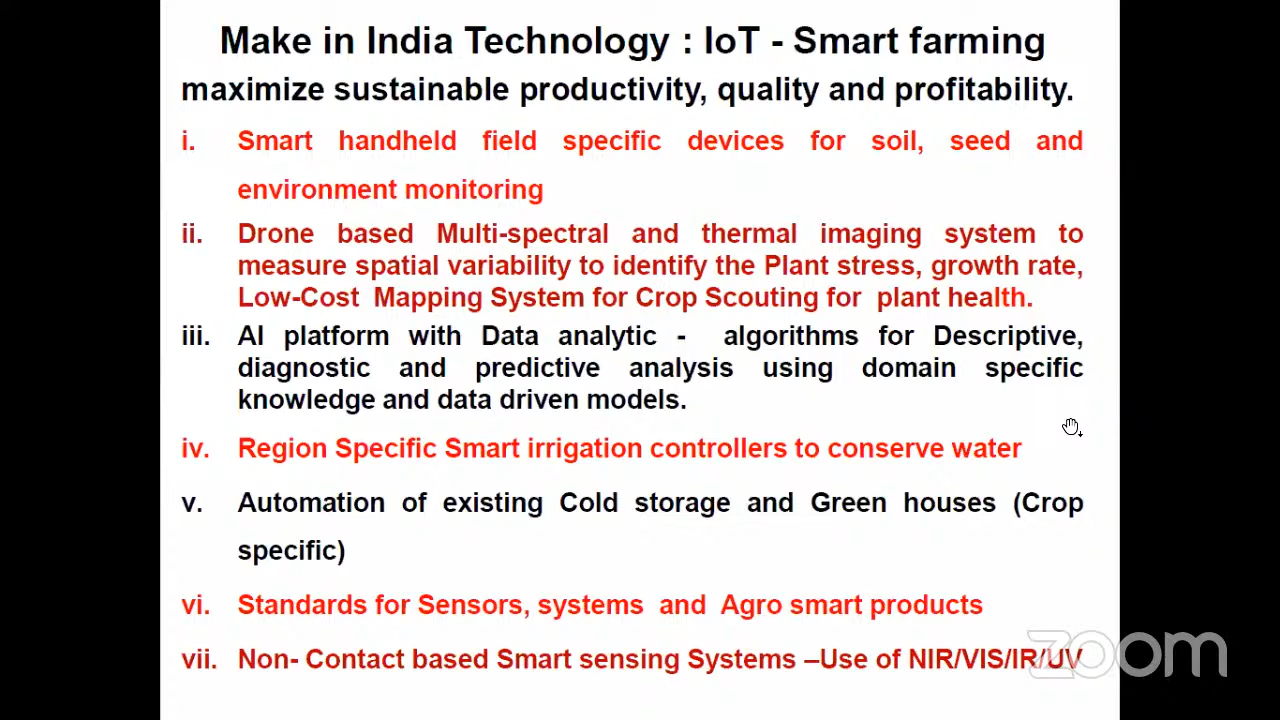 Make in India Technology : IoT - Smart farming
maximize sustainable productivity, quality and profitability.
i. Smart handheld field specific devices for soil, seed and
environment monitoring
ii. Drone based Multi-spectral and thermal imaging system to
measure spatial variability to identify the Plant stress, growth rate,
Low-Cost Mapping System for Crop Scouting for plant health.
iii. AI platform with Data analytic - algorithms for Descriptive,
diagnostic and predictive analysis using domain specific
knowledge and data driven models.
iv. Region Specific Smart irrigation controllers to conserve water
v. Automation of existing Cold storage and Green houses (Crop
specific)
vi. Standards for Sensors, systems and Agro smart products
vii. Non- Contact based Smart sensing Systems –Use of NIR/VIS/IR/UV
zoom